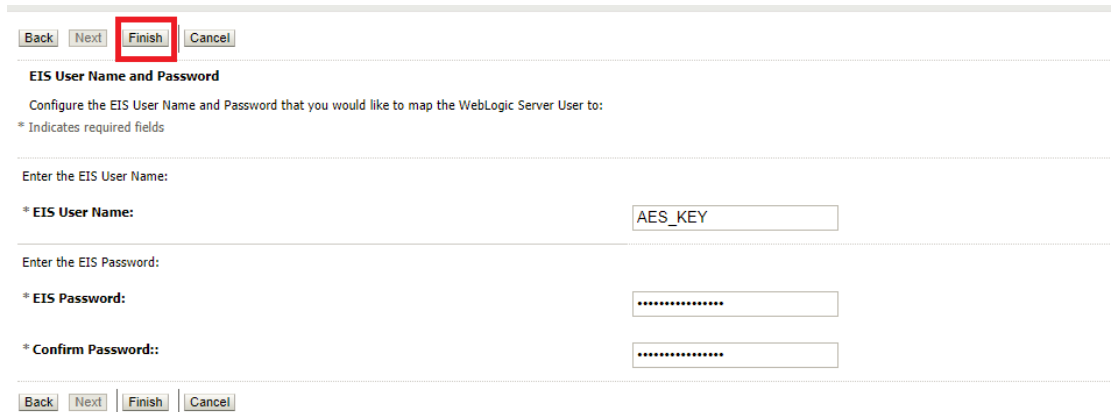 Back Next Finish Cancel
EIS User Name and Password
Configure the EIS User Name and Password that you would like to map the WebLogic Server User to:
* Indicates required fields
Enter the EIS User Name:
* EIS User Name: AES_KEY
Enter the EIS Password:
* EIS Password: ••••••••••••••••
* Confirm Password:: ••••••••••••••••
Back Next Finish Cancel